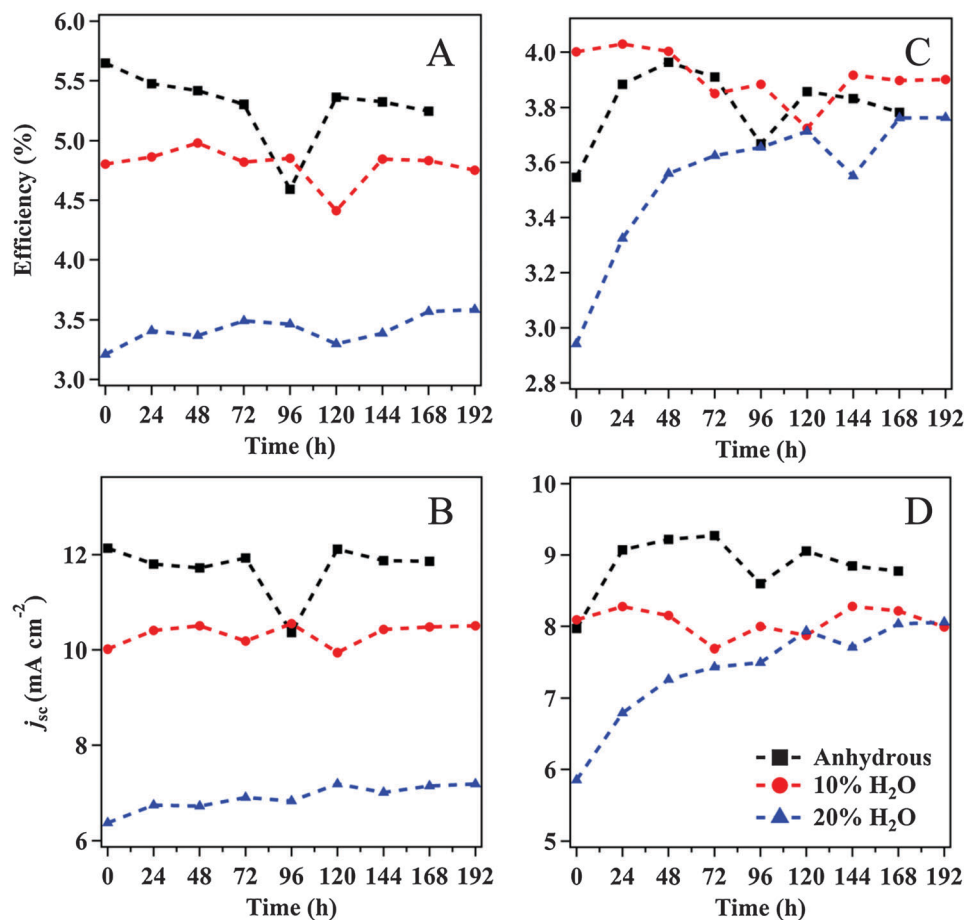 A
6.0
5.5
5.0
4.5
4.0
3.5
3.0
Efficiency (%)
0 24 48 72 96 120 144 168 192
Time (h)
C
4.0
3.8
3.6
3.4
3.2
3.0
2.8
0 24 48 72 96 120 144 168 192
Time (h)
B
12
10
8
6
jsc (mA cm⁻²)
0 24 48 72 96 120 144 168 192
Time (h)
D
10
9
8
7
6
5
Anhydrous
10% H₂O
20% H₂O
0 24 48 72 96 120 144 168 192
Time (h)